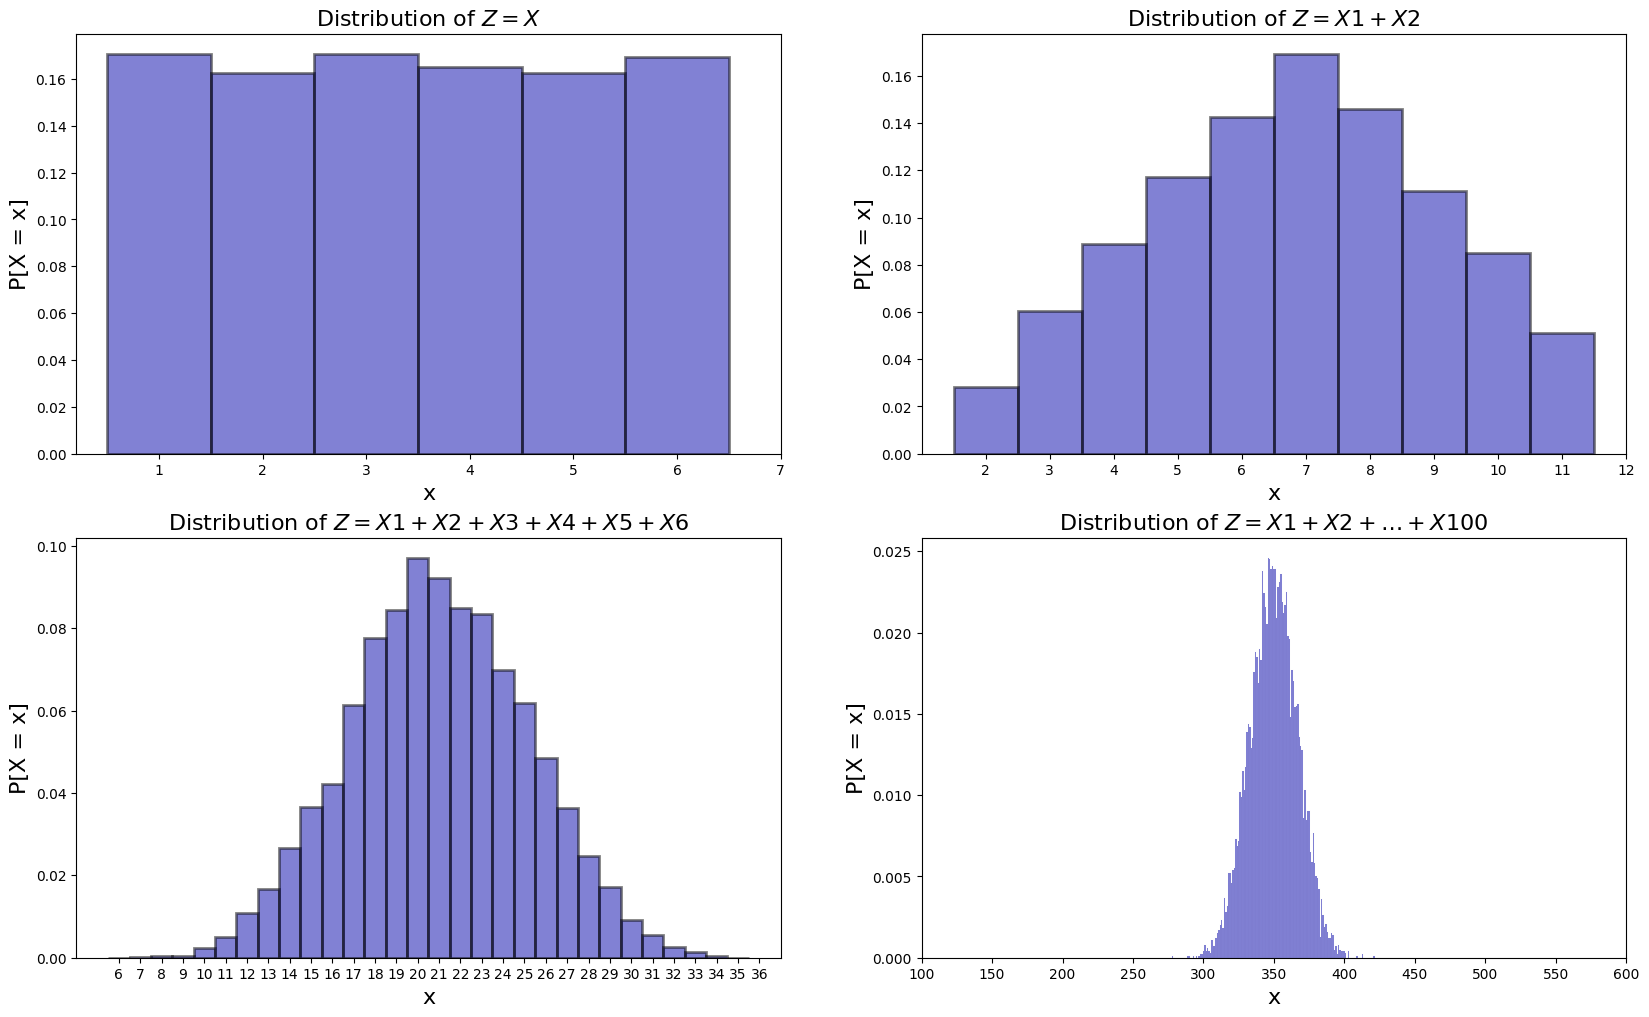 Distribution of Z = X
P[X = x]
0.16
0.14
0.12
0.10
0.08
0.06
0.04
0.02
0.00
1 2 3 4 5 6 7
x
Distribution of Z = X1 + X2
P[X = x]
0.16
0.14
0.12
0.10
0.08
0.06
0.04
0.02
0.00
2 3 4 5 6 7 8 9 10 11 12
x
Distribution of Z = X1 + X2 + X3 + X4 + X5 + X6
P[X = x]
0.10
0.08
0.06
0.04
0.02
0.00
6 7 8 9 10 11 12 13 14 15 16 17 18 19 20 21 22 23 24 25 26 27 28 29 30 31 32 33 34 35 36
x
Distribution of Z = X1 + X2 + ... + X100
P[X = x]
0.025
0.020
0.015
0.010
0.005
0.000
100 150 200 250 300 350 400 450 500 550 600
x